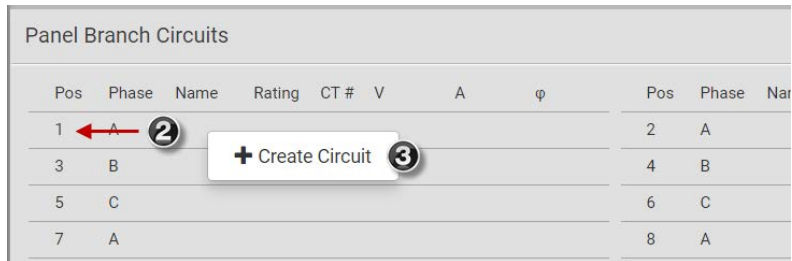 Panel Branch Circuits
Pos Phase Name Rating CT # V A φ Pos Phase Nar
1 A 2 2 A
+ Create Circuit 3
3 B 4 B
5 C 6 C
7 A 8 A